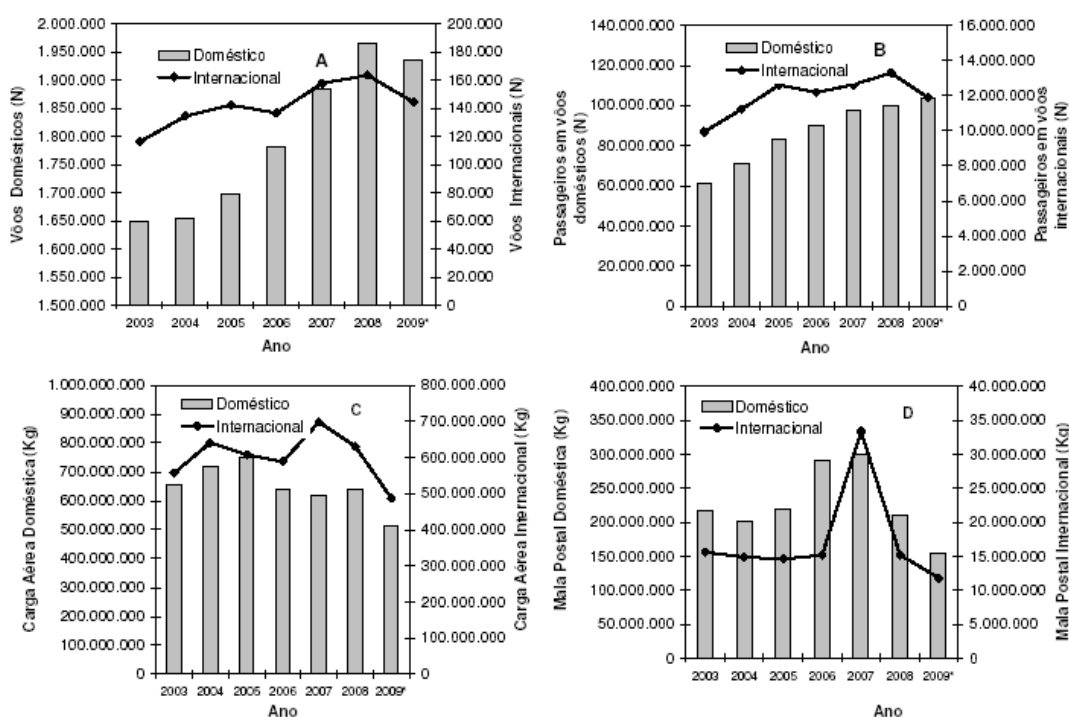 Vôos Domésticos (N)
2.000.000
1.950.000
1.900.000
1.850.000
1.800.000
1.750.000
1.700.000
1.650.000
1.600.000
1.550.000
1.500.000
Doméstico
Internacional
A
200.000
180.000
160.000
140.000
120.000
100.000
80.000
60.000
40.000
20.000
0
Vôos Internacionais (N)
2003 2004 2005 2006 2007 2008 2009*
Ano
Passageiros em vôos
domésticos (N)
140.000.000
120.000.000
100.000.000
80.000.000
60.000.000
40.000.000
20.000.000
0
Doméstico
Internacional
B
16.000.000
14.000.000
12.000.000
10.000.000
8.000.000
6.000.000
4.000.000
2.000.000
0
Passageiros em vôos
internacionais (N)
2003 2004 2005 2006 2007 2008 2009*
Ano
Carga Aérea Doméstica (Kg)
1.000.000.000
900.000.000
800.000.000
700.000.000
600.000.000
500.000.000
400.000.000
300.000.000
200.000.000
100.000.000
0
Doméstico
Internacional
C
800.000.000
700.000.000
600.000.000
500.000.000
400.000.000
300.000.000
200.000.000
100.000.000
0
Carga Aérea Internacional (Kg)
2003 2004 2005 2006 2007 2008 2009*
Ano
Mala Postal Doméstica (Kg)
400.000.000
350.000.000
300.000.000
250.000.000
200.000.000
150.000.000
100.000.000
50.000.000
0
Doméstico
Internacional
D
40.000.000
35.000.000
30.000.000
25.000.000
20.000.000
15.000.000
10.000.000
5.000.000
0
Mala Postal Internacional (Kg)
2003 2004 2005 2006 2007 2008 2009*
Ano